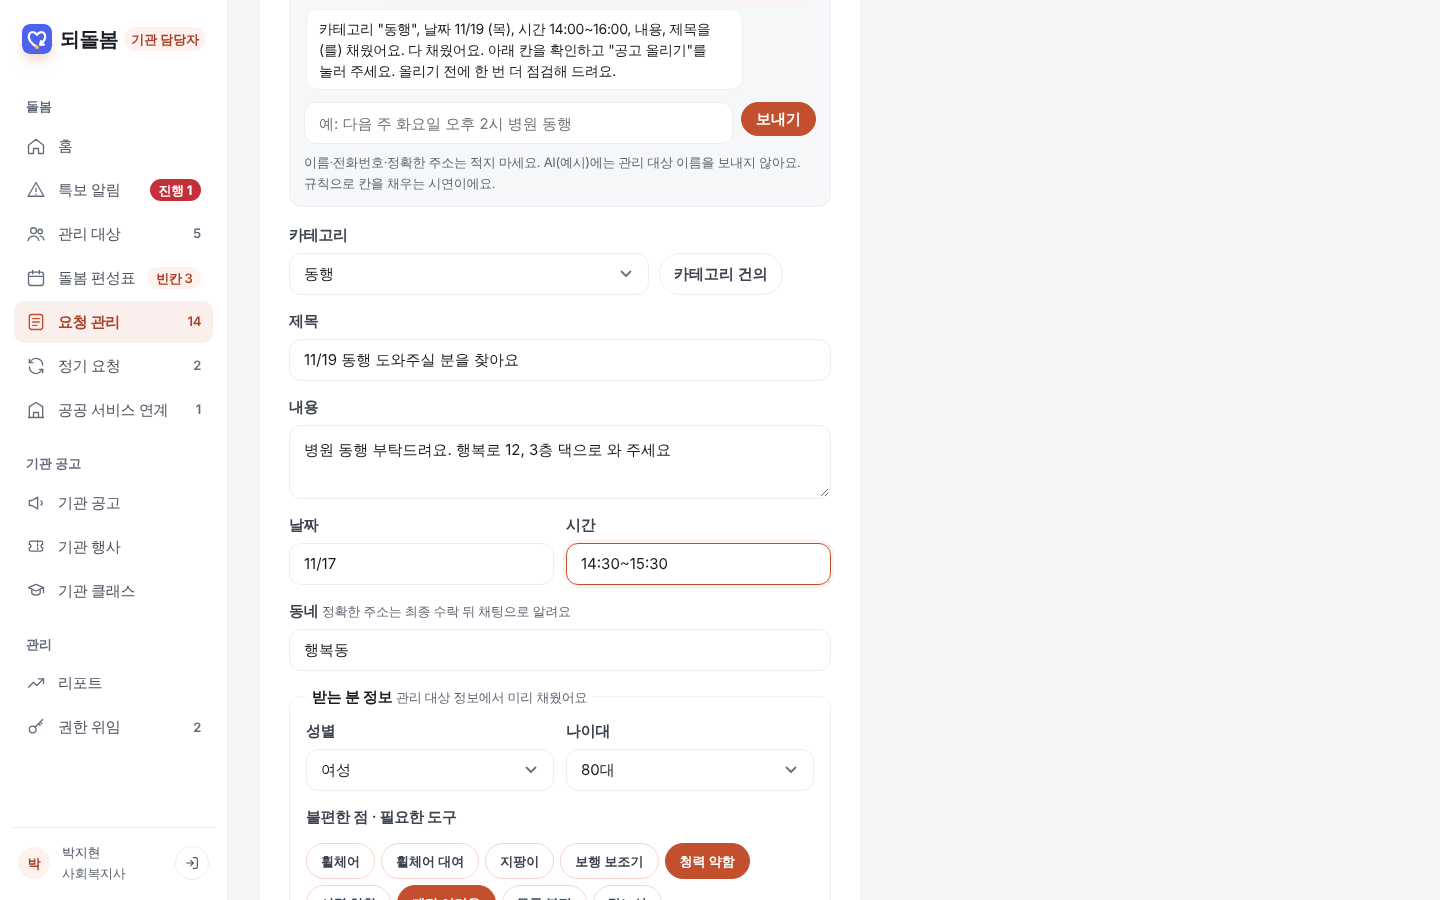 되돌봄 기관 담당자
돌봄
홈
특보 알림 진행 1
관리 대상 5
돌봄 편성표 빈칸 3
요청 관리 14
정기 요청 2
공공 서비스 연계 1
기관 공고
기관 공고
기관 행사
기관 클래스
관리
리포트
권한 위임 2
박 박지현
사회복지사
카테고리 "동행", 날짜 11/19 (목), 시간 14:00~16:00, 내용, 제목을
(를) 채웠어요. 다 채웠어요. 아래 칸을 확인하고 "공고 올리기"를
눌러 주세요. 올리기 전에 한 번 더 점검해 드려요.
예: 다음 주 화요일 오후 2시 병원 동행 보내기
이름·전화번호·정확한 주소는 적지 마세요. AI(예시)에는 관리 대상 이름을 보내지 않아요.
규칙으로 칸을 채우는 시연이에요.
카테고리
동행 카테고리 건의
제목
11/19 동행 도와주실 분을 찾아요
내용
병원 동행 부탁드려요. 행복로 12, 3층 댁으로 와 주세요
날짜 시간
11/17 14:30~15:30
동네 정확한 주소는 최종 수락 뒤 채팅으로 알려요
행복동
받는 분 정보 관리 대상 정보에서 미리 채웠어요
성별 나이대
여성 80대
불편한 점 · 필요한 도구
휠체어 휠체어 대여 지팡이 보행 보조기 청력 약함